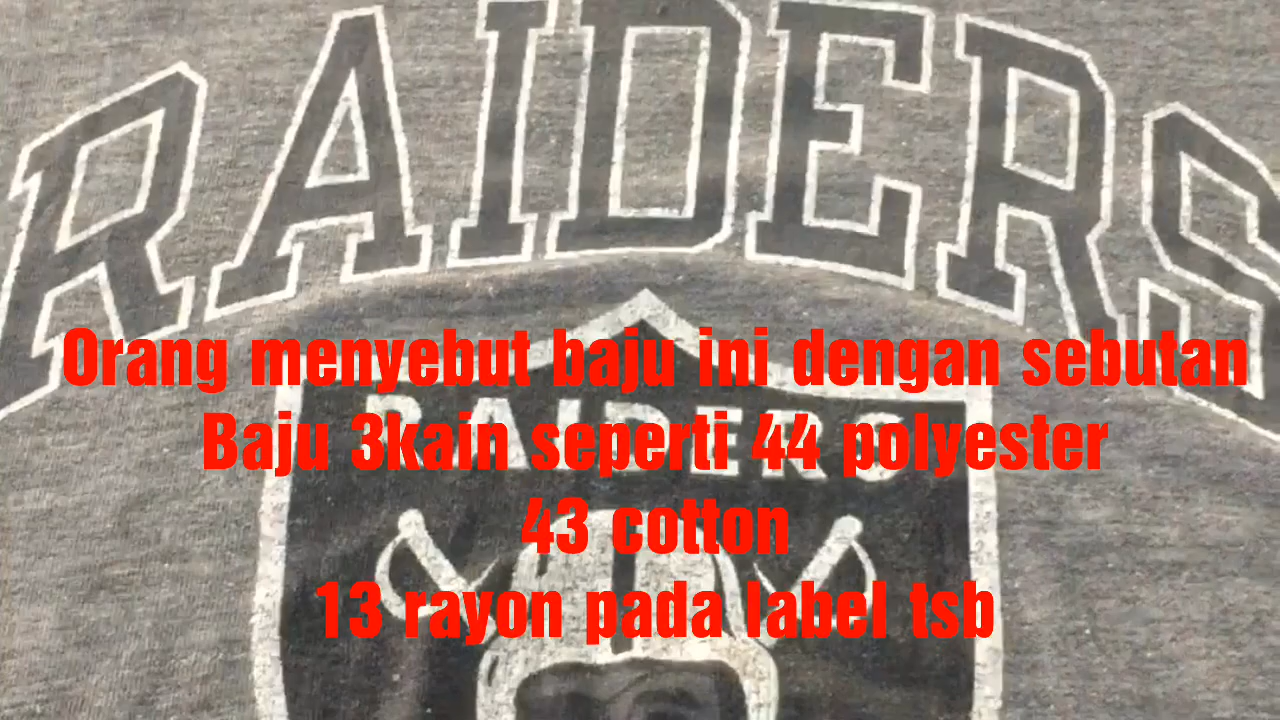 RAIDERS
RAIDERS
Orang menyebut baju ini dengan sebutan
Baju 3kain seperti 44 polyester
43 cotton
13 rayon pada label tsb